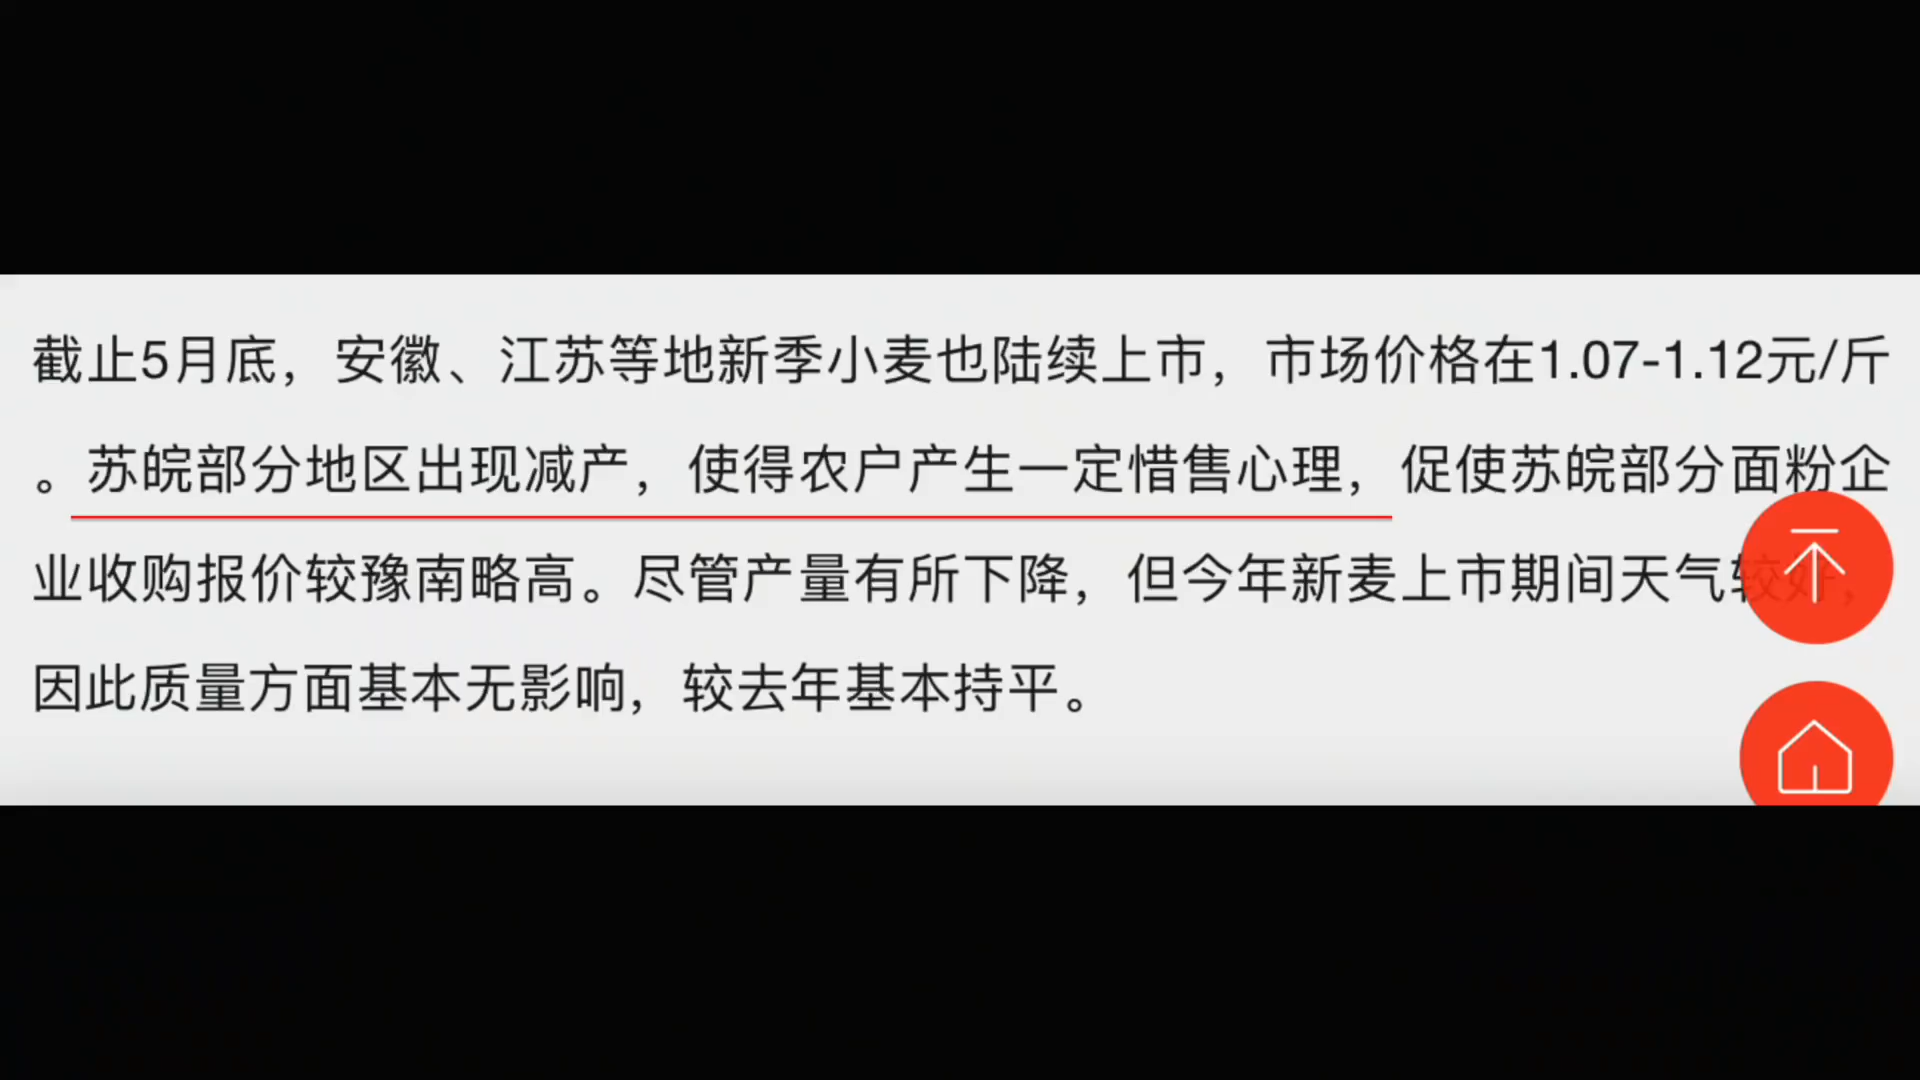 截止5月底，安徽、江苏等地新季小麦也陆续上市，市场价格在1.07-1.12元/斤
。苏皖部分地区出现减产，使得农户产生一定惜售心理，促使苏皖部分面粉企
业收购报价较豫南略高。尽管产量有所下降，但今年新麦上市期间天气较好，
因此质量方面基本无影响，较去年基本持平。